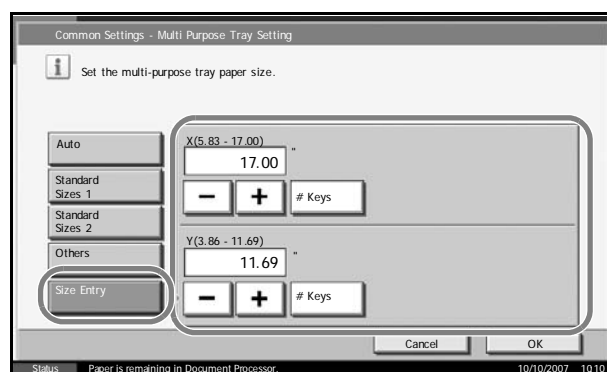 Common Settings - Multi Purpose Tray Setting
Set the multi-purpose tray paper size.
Auto
Standard
Sizes 1
Standard
Sizes 2
Others
Size Entry
X(5.83 - 17.00)
17.00 "
− + # Keys
Y(3.86 - 11.69)
11.69 "
− + # Keys
Cancel OK
Status Paper is remaining in Document Processor. 10/10/2007 10:10